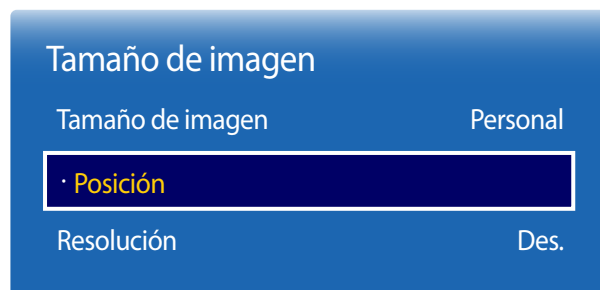 Tamaño de imagen
Tamaño de imagen Personal
· Posición
Resolución Des.